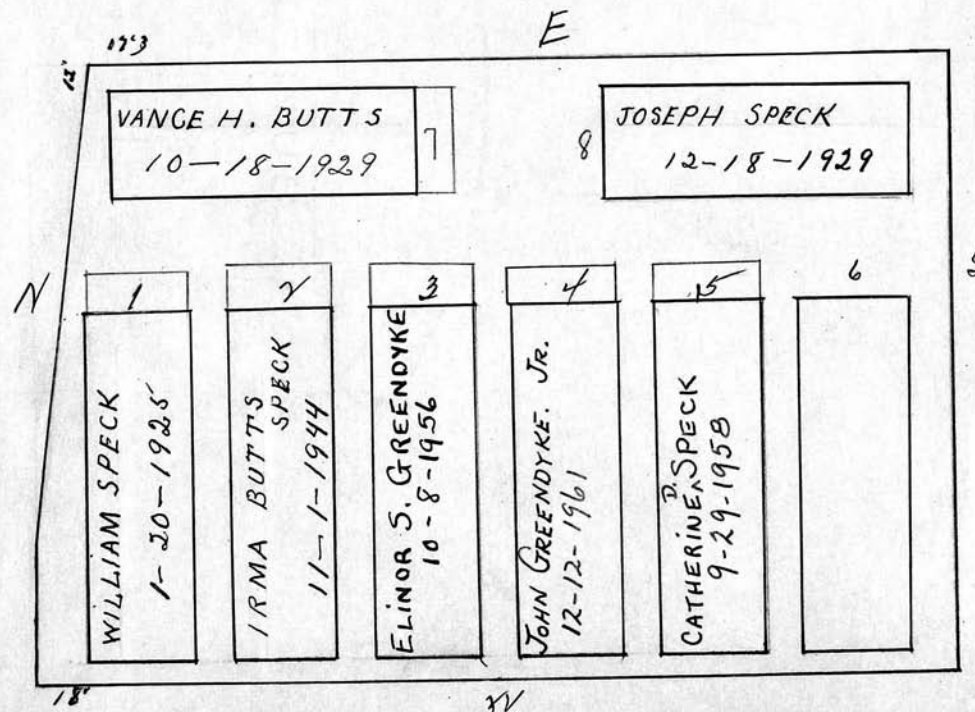 E
VANCE H. BUTTS
10-18-1929
7
8
JOSEPH SPECK
12-18-1929
N
1
2
3
4
5
6
WILLIAM SPECK
1-20-1925
IRMA BUTTS
SPECK
11-1-1944
ELINOR S. GREENDYKE
10-8-1956
JOHN GREENDYKE. JR.
12-12-1961
CATHERINE D. SPECK
9-29-1958
18'
W